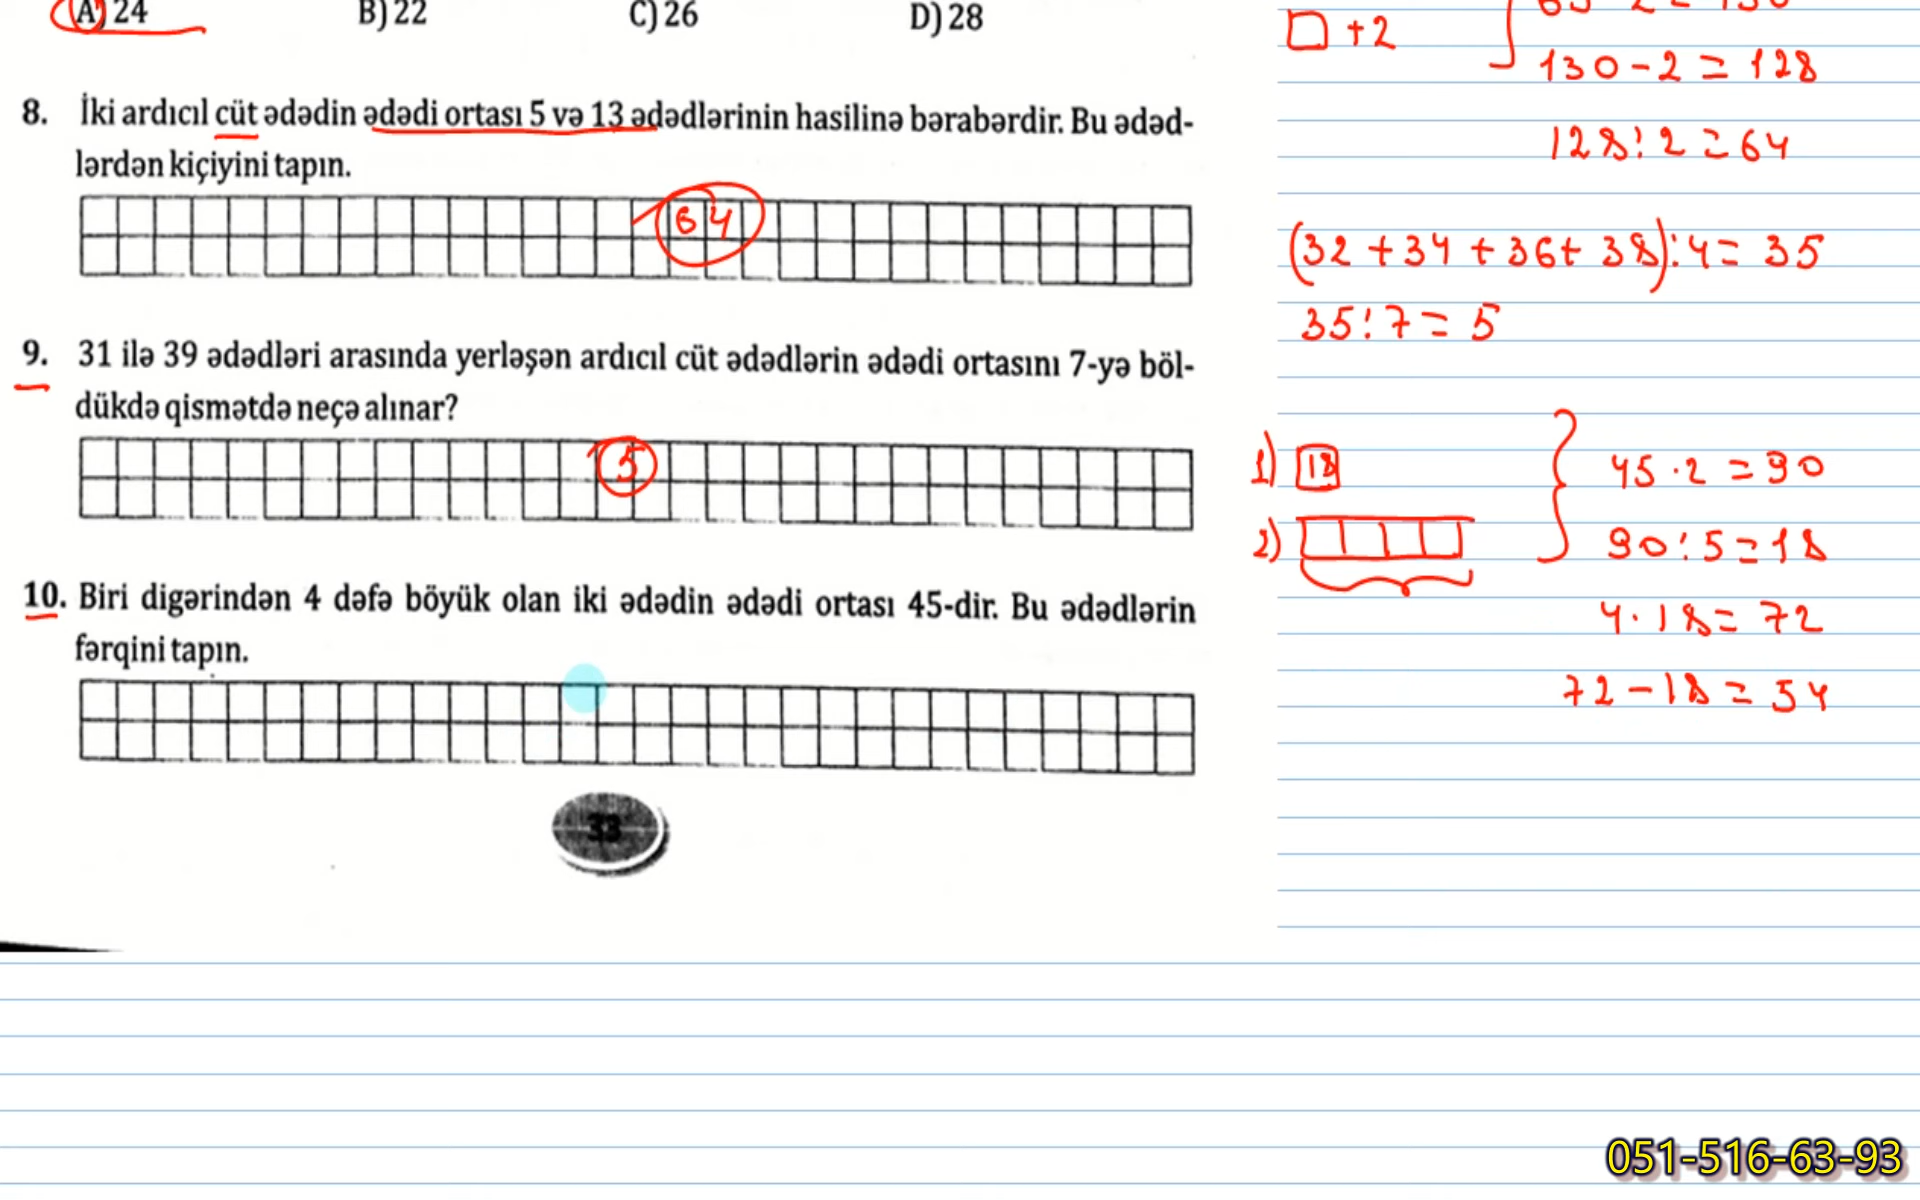 A) 24 B) 22 C) 26 D) 28
8. İki ardıcıl cüt ədədin ədədi ortası 5 və 13 ədədlərinin hasilinə bərabərdir. Bu ədəd-
lərdən kiçiyini tapın.
64
9. 31 ilə 39 ədədləri arasında yerləşən ardıcıl cüt ədədlərin ədədi ortasını 7-yə böl-
dükdə qismətdə neçə alınar?
5
10. Biri digərindən 4 dəfə böyük olan iki ədədin ədədi ortası 45-dir. Bu ədədlərin
fərqini tapın.
33
+2
130-2=128
128:2=64
(32+34+36+38):4=35
35:7=5
1) 18
2)
45·2=90
90:5=18
4·18=72
72-18=54
051-516-63-93